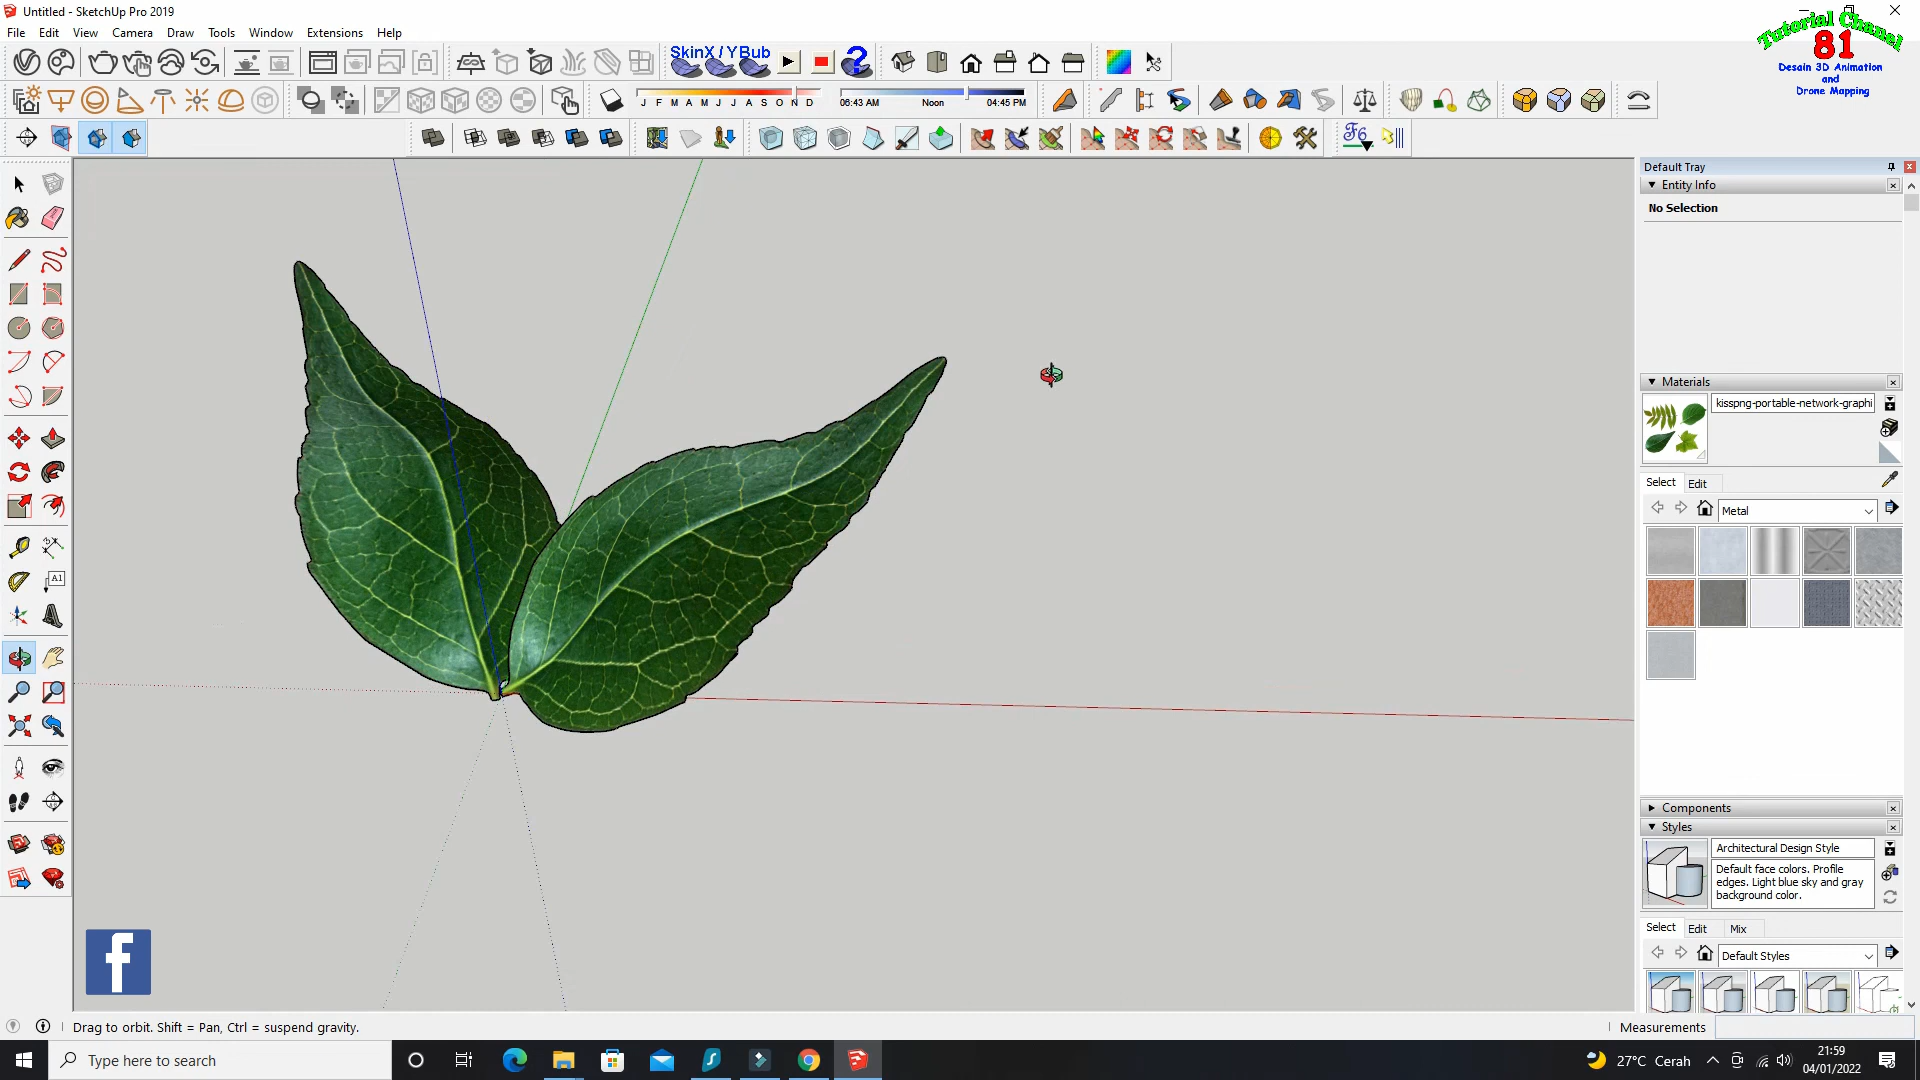 Untitled - SketchUp Pro 2019
File Edit View Camera Draw Tools Window Extensions Help
Tutorial Chanel
81
Desain 3D Animation
and
Drone Mapping
SkinX / YBub
J F M A M J J A S O N D
06:43 AM Noon 04:45 PM
Default Tray
Entity Info
No Selection
Materials
kisspng-portable-network-graphi
Select Edit
Metal
A1
Components
Styles
Architectural Design Style
Default face colors. Profile
edges. Light blue sky and gray
background color.
Select Edit Mix
Default Styles
f
Drag to orbit. Shift = Pan, Ctrl = suspend gravity.
Measurements
Type here to search
27°C Cerah
21:59
04/01/2022